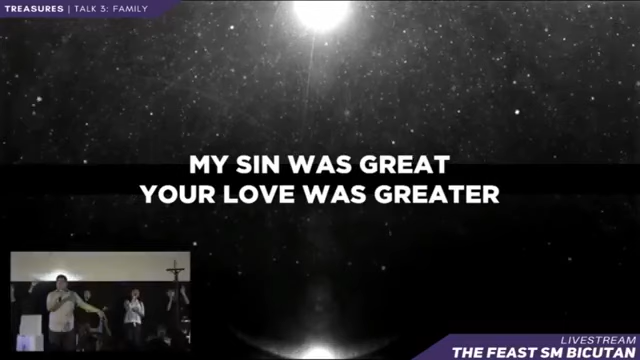 TREASURES | TALK 3: FAMILY
MY SIN WAS GREAT
YOUR LOVE WAS GREATER
LIVESTREAM
THE FEAST SM BICUTAN